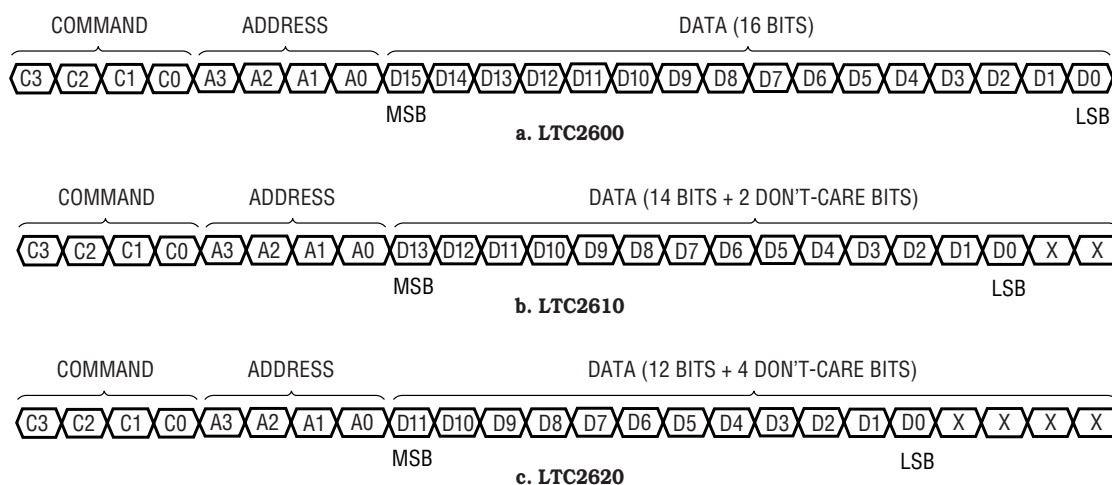 COMMAND ADDRESS DATA (16 BITS)
C3 C2 C1 C0 A3 A2 A1 A0 D15 D14 D13 D12 D11 D10 D9 D8 D7 D6 D5 D4 D3 D2 D1 D0
MSB LSB
a. LTC2600
COMMAND ADDRESS DATA (14 BITS + 2 DON'T-CARE BITS)
C3 C2 C1 C0 A3 A2 A1 A0 D13 D12 D11 D10 D9 D8 D7 D6 D5 D4 D3 D2 D1 D0 X X
MSB LSB
b. LTC2610
COMMAND ADDRESS DATA (12 BITS + 4 DON'T-CARE BITS)
C3 C2 C1 C0 A3 A2 A1 A0 D11 D10 D9 D8 D7 D6 D5 D4 D3 D2 D1 D0 X X X X
MSB LSB
c. LTC2620